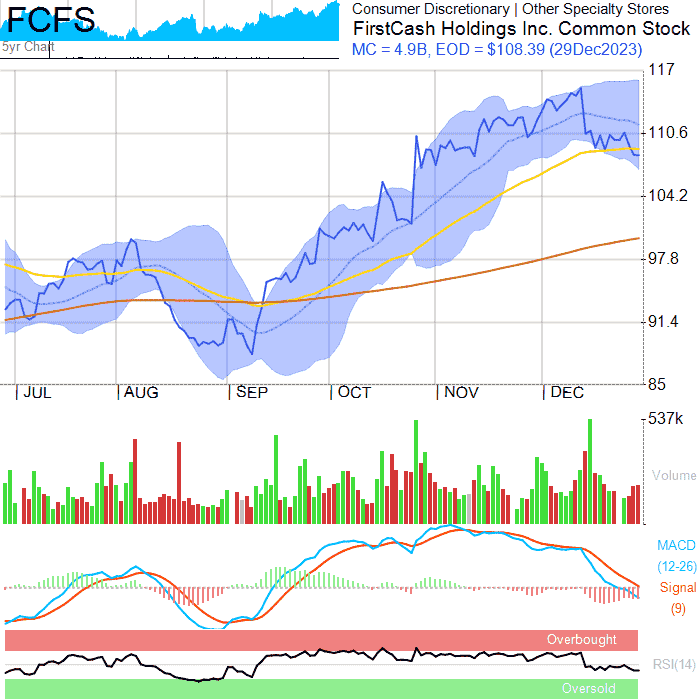 FCFS
5yr Chart
Consumer Discretionary | Other Specialty Stores
FirstCash Holdings Inc. Common Stock
MC = 4.9B, EOD = $108.39 (29Dec2023)
117
110.6
104.2
97.8
91.4
85
JUL
AUG
SEP
OCT
NOV
DEC
537k
Volume
MACD
(12-26)
Signal
(9)
Overbought
RSI(14)
Oversold